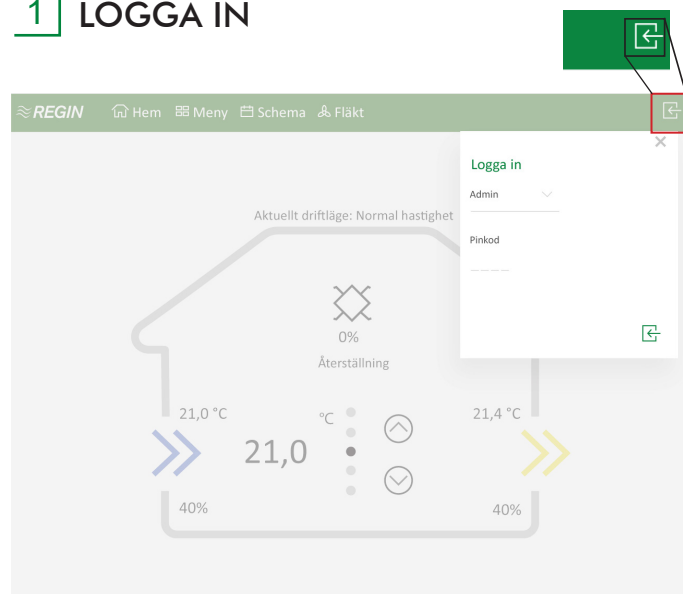 1 LOGGA IN
REGIN Hem Meny Schema Fläkt
Logga in
Admin
Pinkod
Aktuellt driftläge: Normal hastighet
0%
Återställning
21,0 °C
°C
21,0
21,4 °C
40%
40%